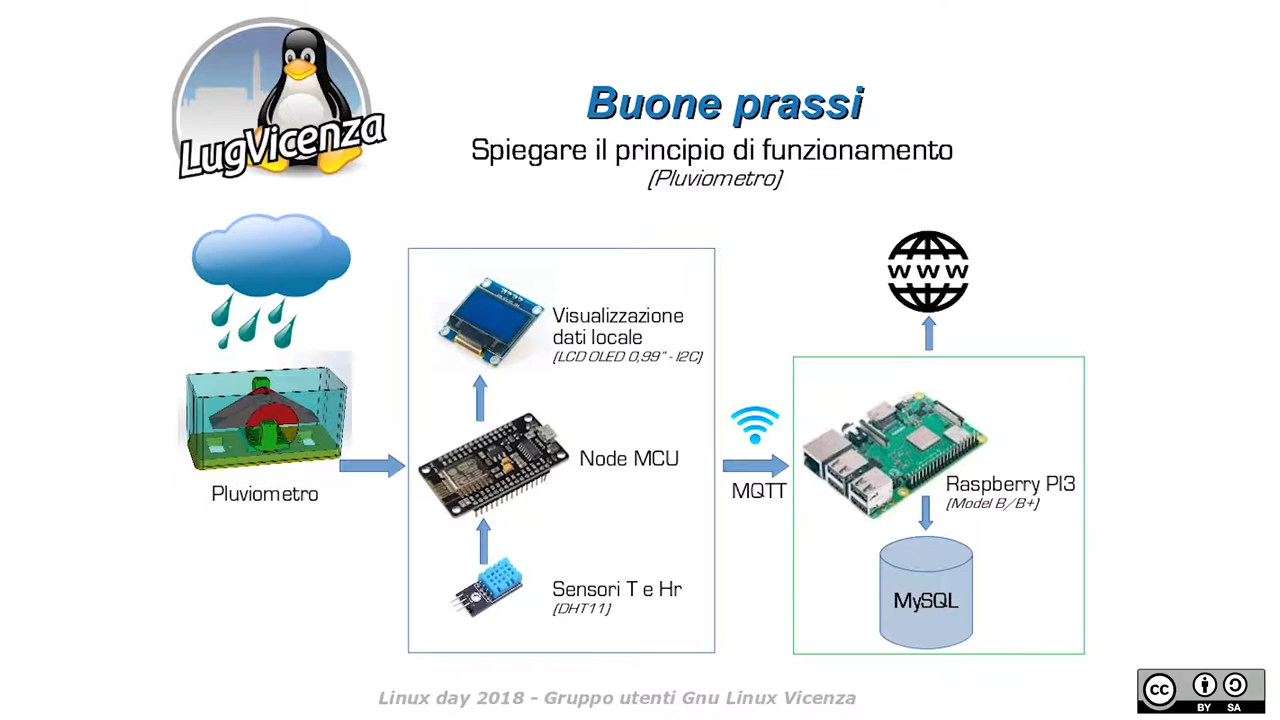 LugVicenza
Buone prassi
Spiegare il principio di funzionamento
(Pluviometro)
WWW
Visualizzazione
dati locale
(LCD OLED 0,99" - I2C)
Node MCU
Pluviometro
MQTT
Raspberry PI3
(Model B/B+)
Sensori T e Hr
(DHT11)
MySQL
Linux day 2018 - Gruppo utenti Gnu Linux Vicenza
cc
BY SA